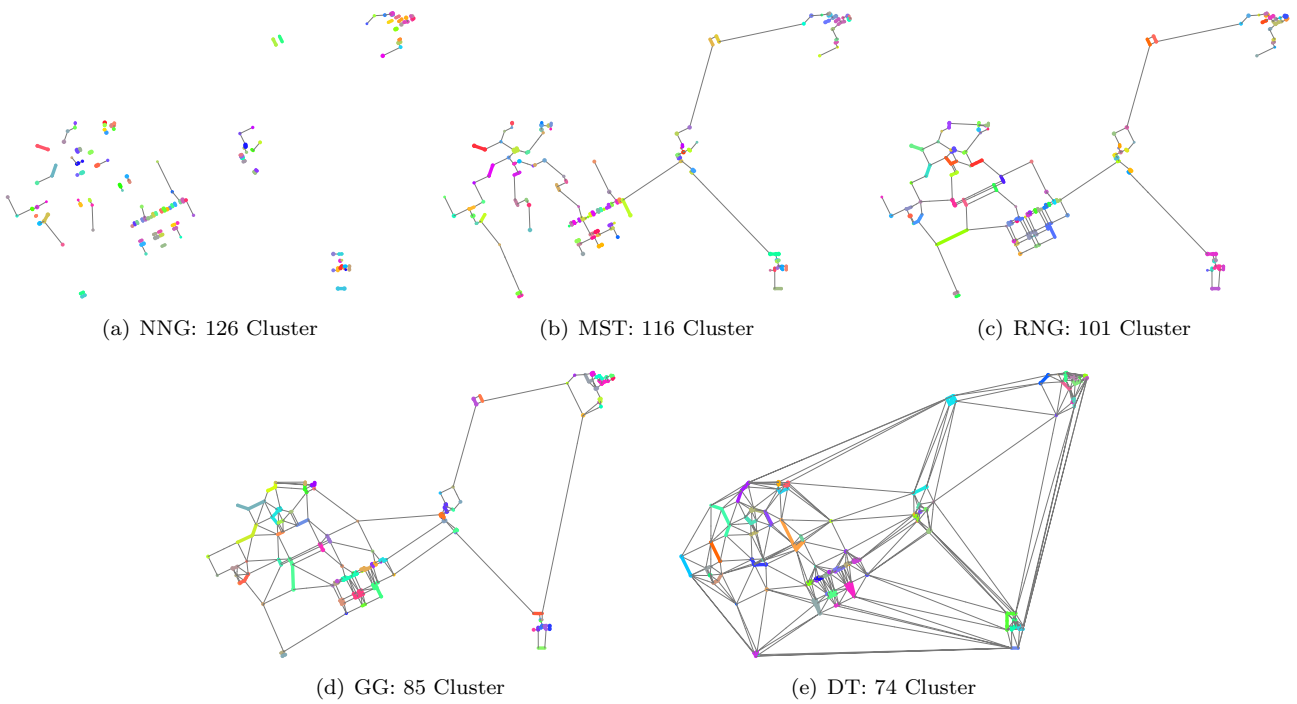 (a) NNG: 126 Cluster
(b) MST: 116 Cluster
(c) RNG: 101 Cluster
(d) GG: 85 Cluster
(e) DT: 74 Cluster